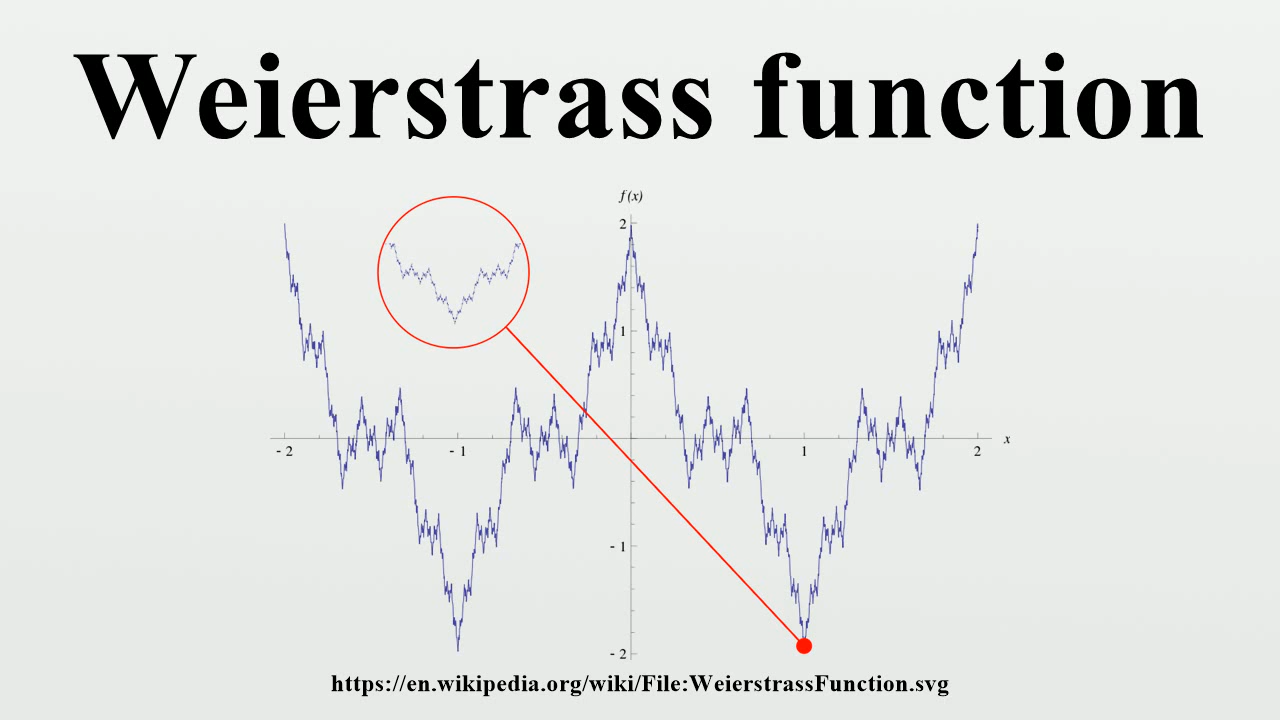 Weierstrass function
f(x)
2
1
- 2
- 1
1
2
x
- 1
- 2
https://en.wikipedia.org/wiki/File:WeierstrassFunction.svg